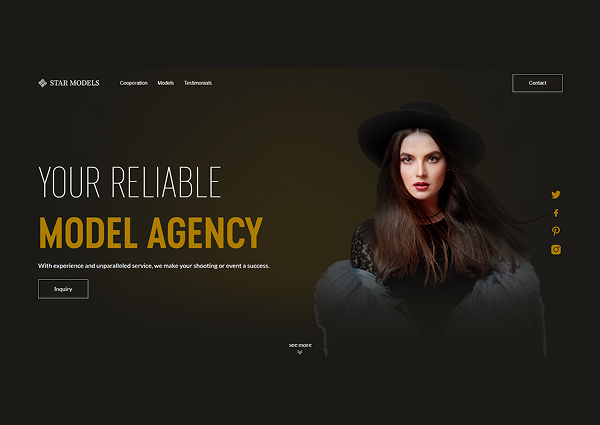 STAR MODELS
Cooperation Models Testimonials
Contact
YOUR RELIABLE
MODEL AGENCY
With experience and unparalleled service, we make your shooting or event a success.
Inquiry
see more